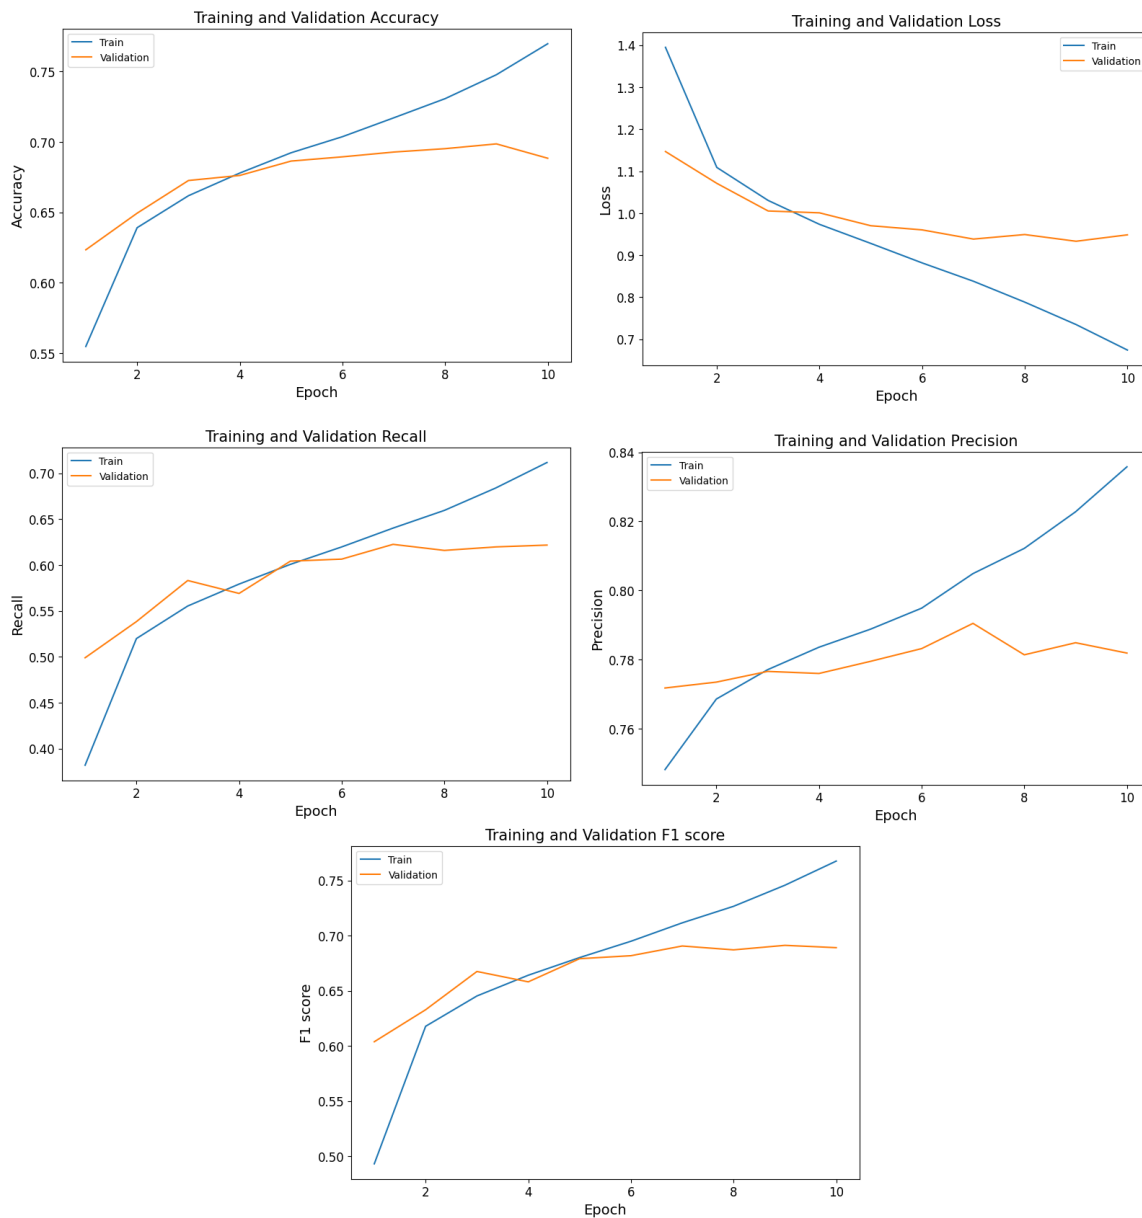 Training and Validation Accuracy
Train
Validation
0.75
0.70
0.65
0.60
0.55
Accuracy
2 4 6 8 10
Epoch
Training and Validation Loss
Train
Validation
1.4
1.3
1.2
1.1
1.0
0.9
0.8
0.7
Loss
2 4 6 8 10
Epoch
Training and Validation Recall
Train
Validation
0.70
0.65
0.60
0.55
0.50
0.45
0.40
Recall
2 4 6 8 10
Epoch
Training and Validation Precision
Train
Validation
0.84
0.82
0.80
0.78
0.76
Precision
2 4 6 8 10
Epoch
Training and Validation F1 score
Train
Validation
0.75
0.70
0.65
0.60
0.55
0.50
F1 score
2 4 6 8 10
Epoch